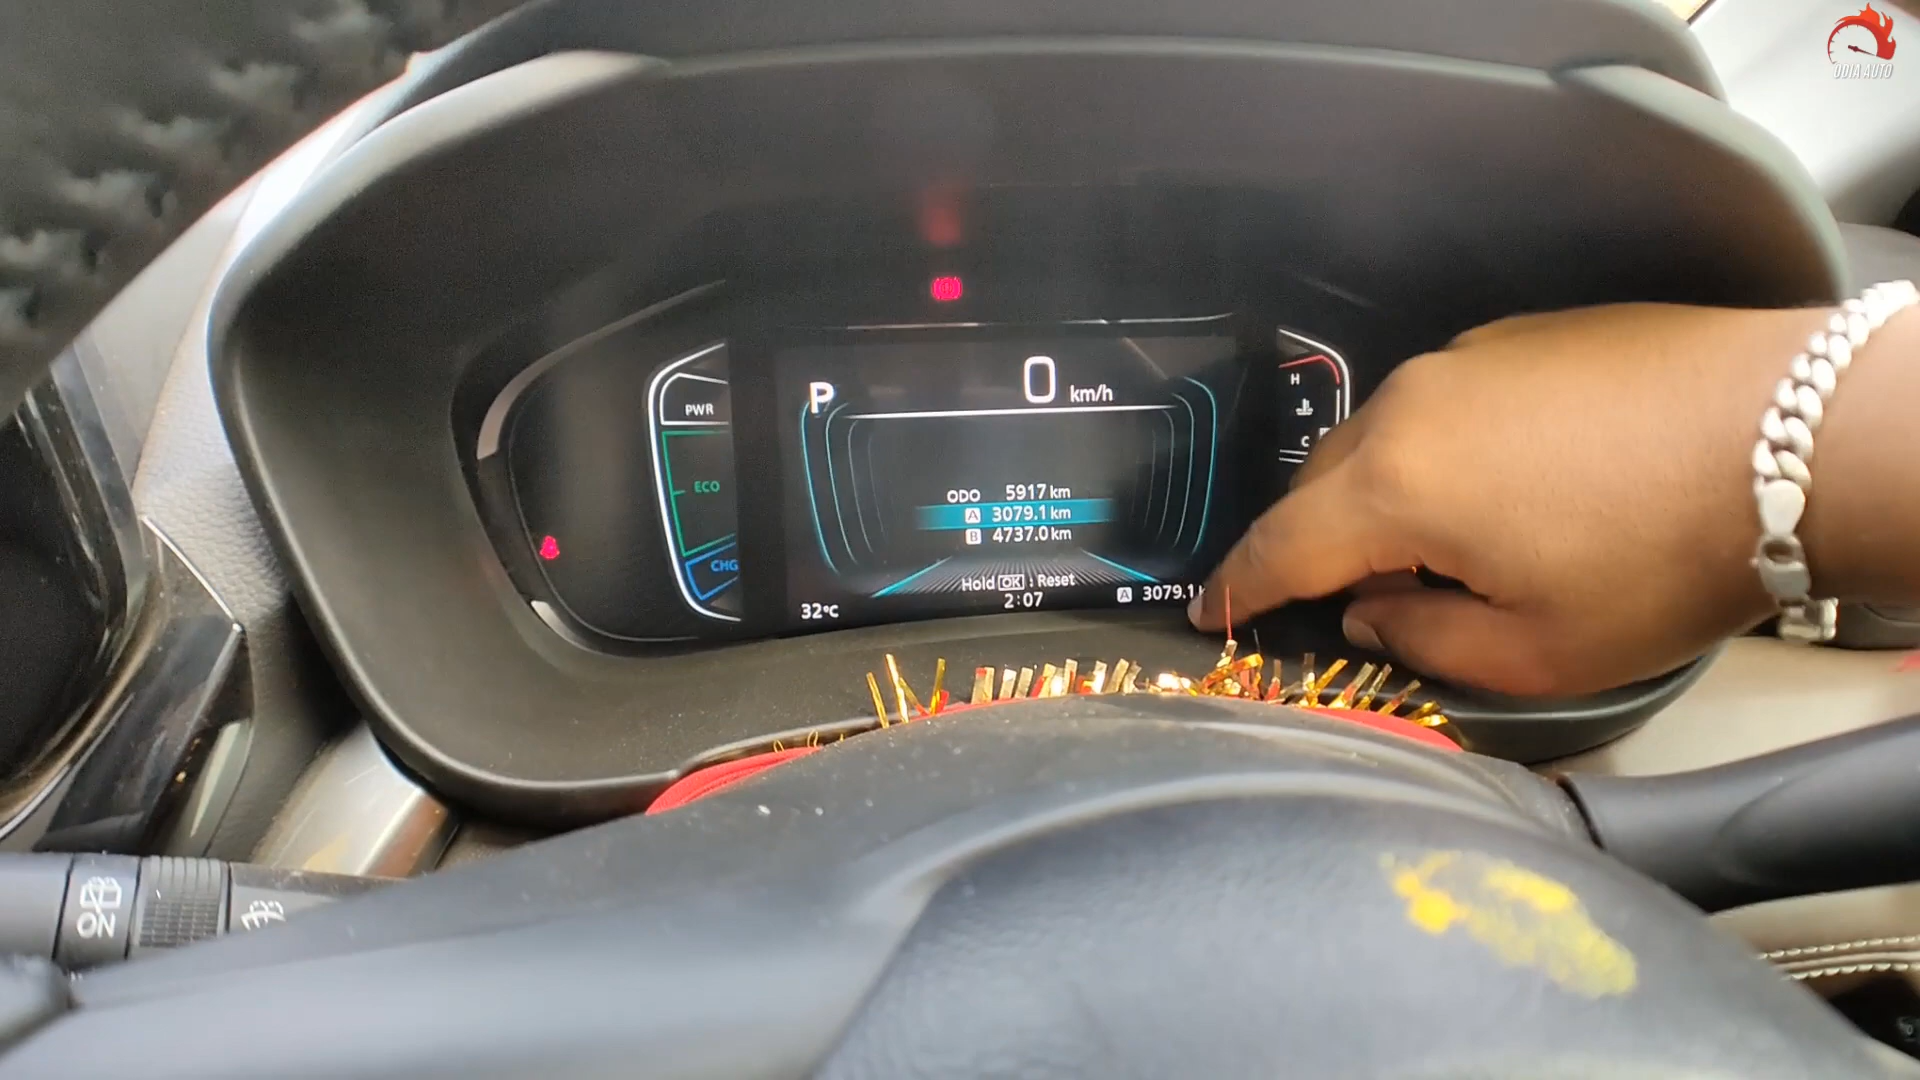 ODIA AUTO
P
0 km/h
PWR
ECO
CHG
H
C
ODO 5917 km
A 3079.1 km
B 4737.0 km
Hold OK : Reset
32°C
2:07
A 3079.1
ON